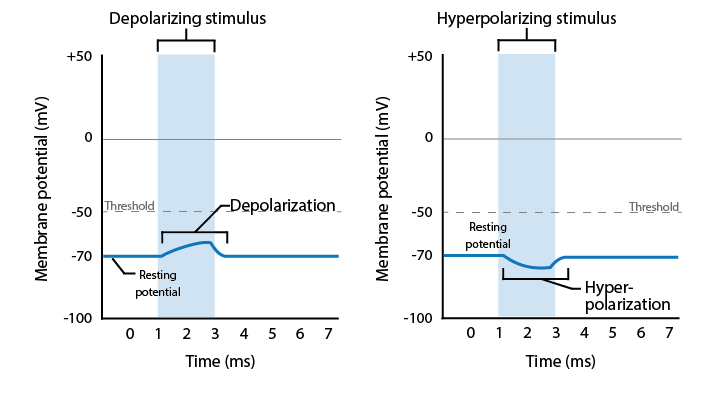 Depolarizing stimulus
+50
0
Threshold
-50
Depolarization
-70
Resting
potential
-100
0 1 2 3 4 5 6 7
Time (ms)
Membrane potential (mV)
Hyperpolarizing stimulus
+50
0
Threshold
-50
Resting
potential
-70
Hyper-
polarization
-100
0 1 2 3 4 5 6 7
Time (ms)
Membrane potential (mV)